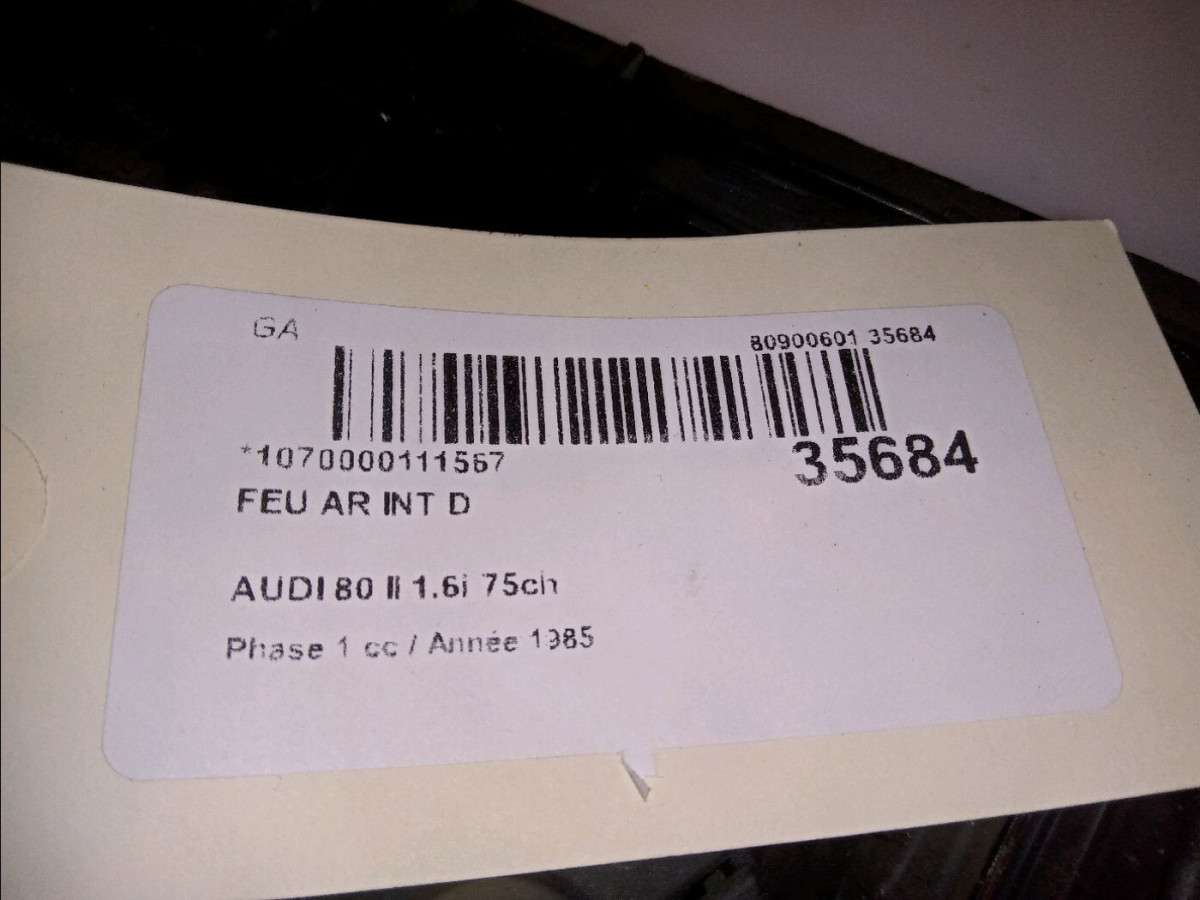 GA
80900601 35684
*1070000111567
35684
FEU AR INT D
AUDI 80 II 1.6i 75ch
Phase 1 cc / Année 1985